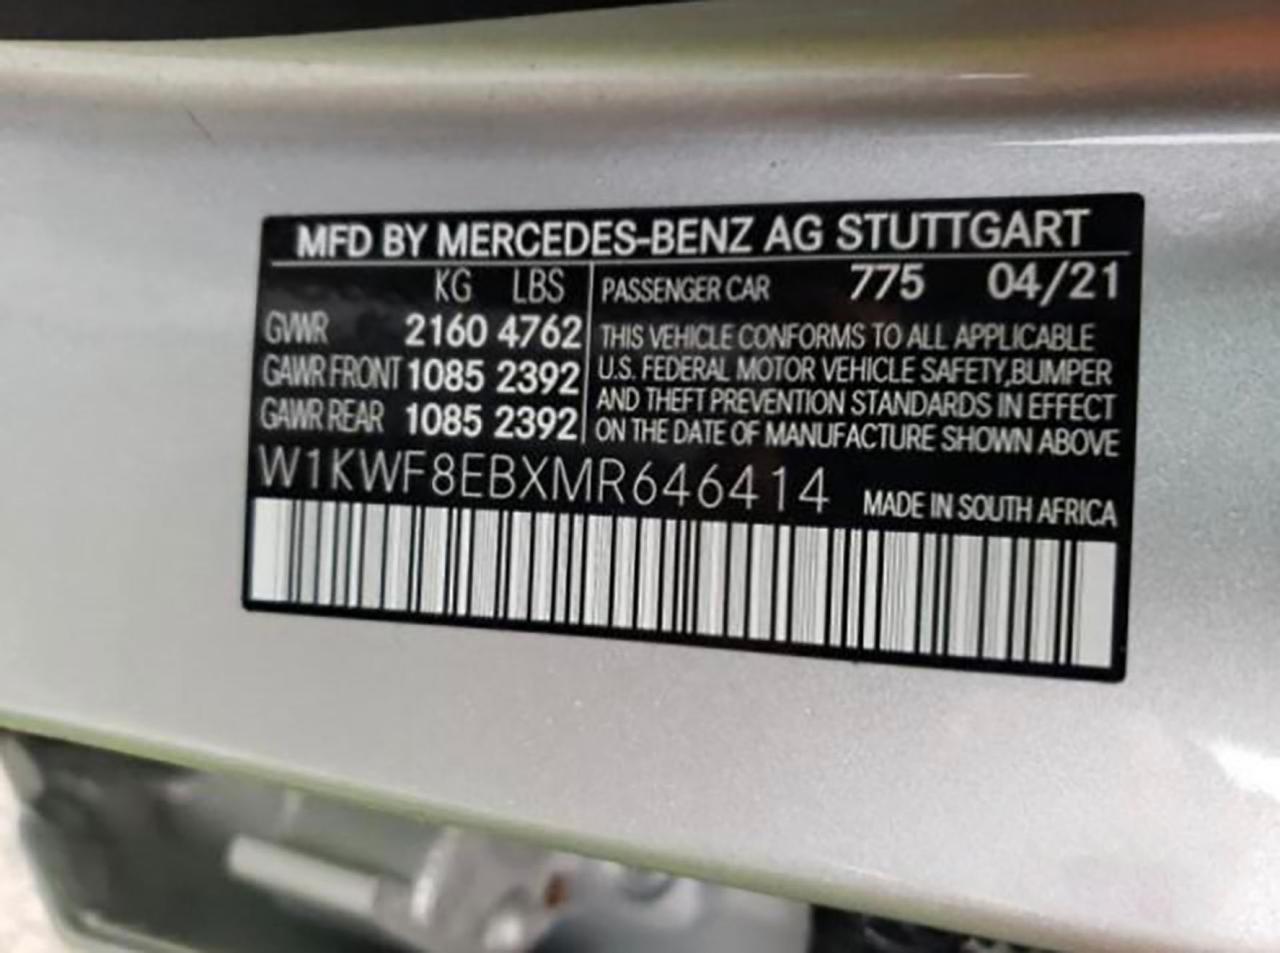 MFD BY MERCEDES-BENZ AG STUTTGART
KG LBS
GVWR 2160 4762
GAWR FRONT 1085 2392
GAWR REAR 1085 2392
PASSENGER CAR 775 04/21
THIS VEHICLE CONFORMS TO ALL APPLICABLE
U.S. FEDERAL MOTOR VEHICLE SAFETY,BUMPER
AND THEFT PREVENTION STANDARDS IN EFFECT
ON THE DATE OF MANUFACTURE SHOWN ABOVE
W1KWF8EBXMR646414 MADE IN SOUTH AFRICA